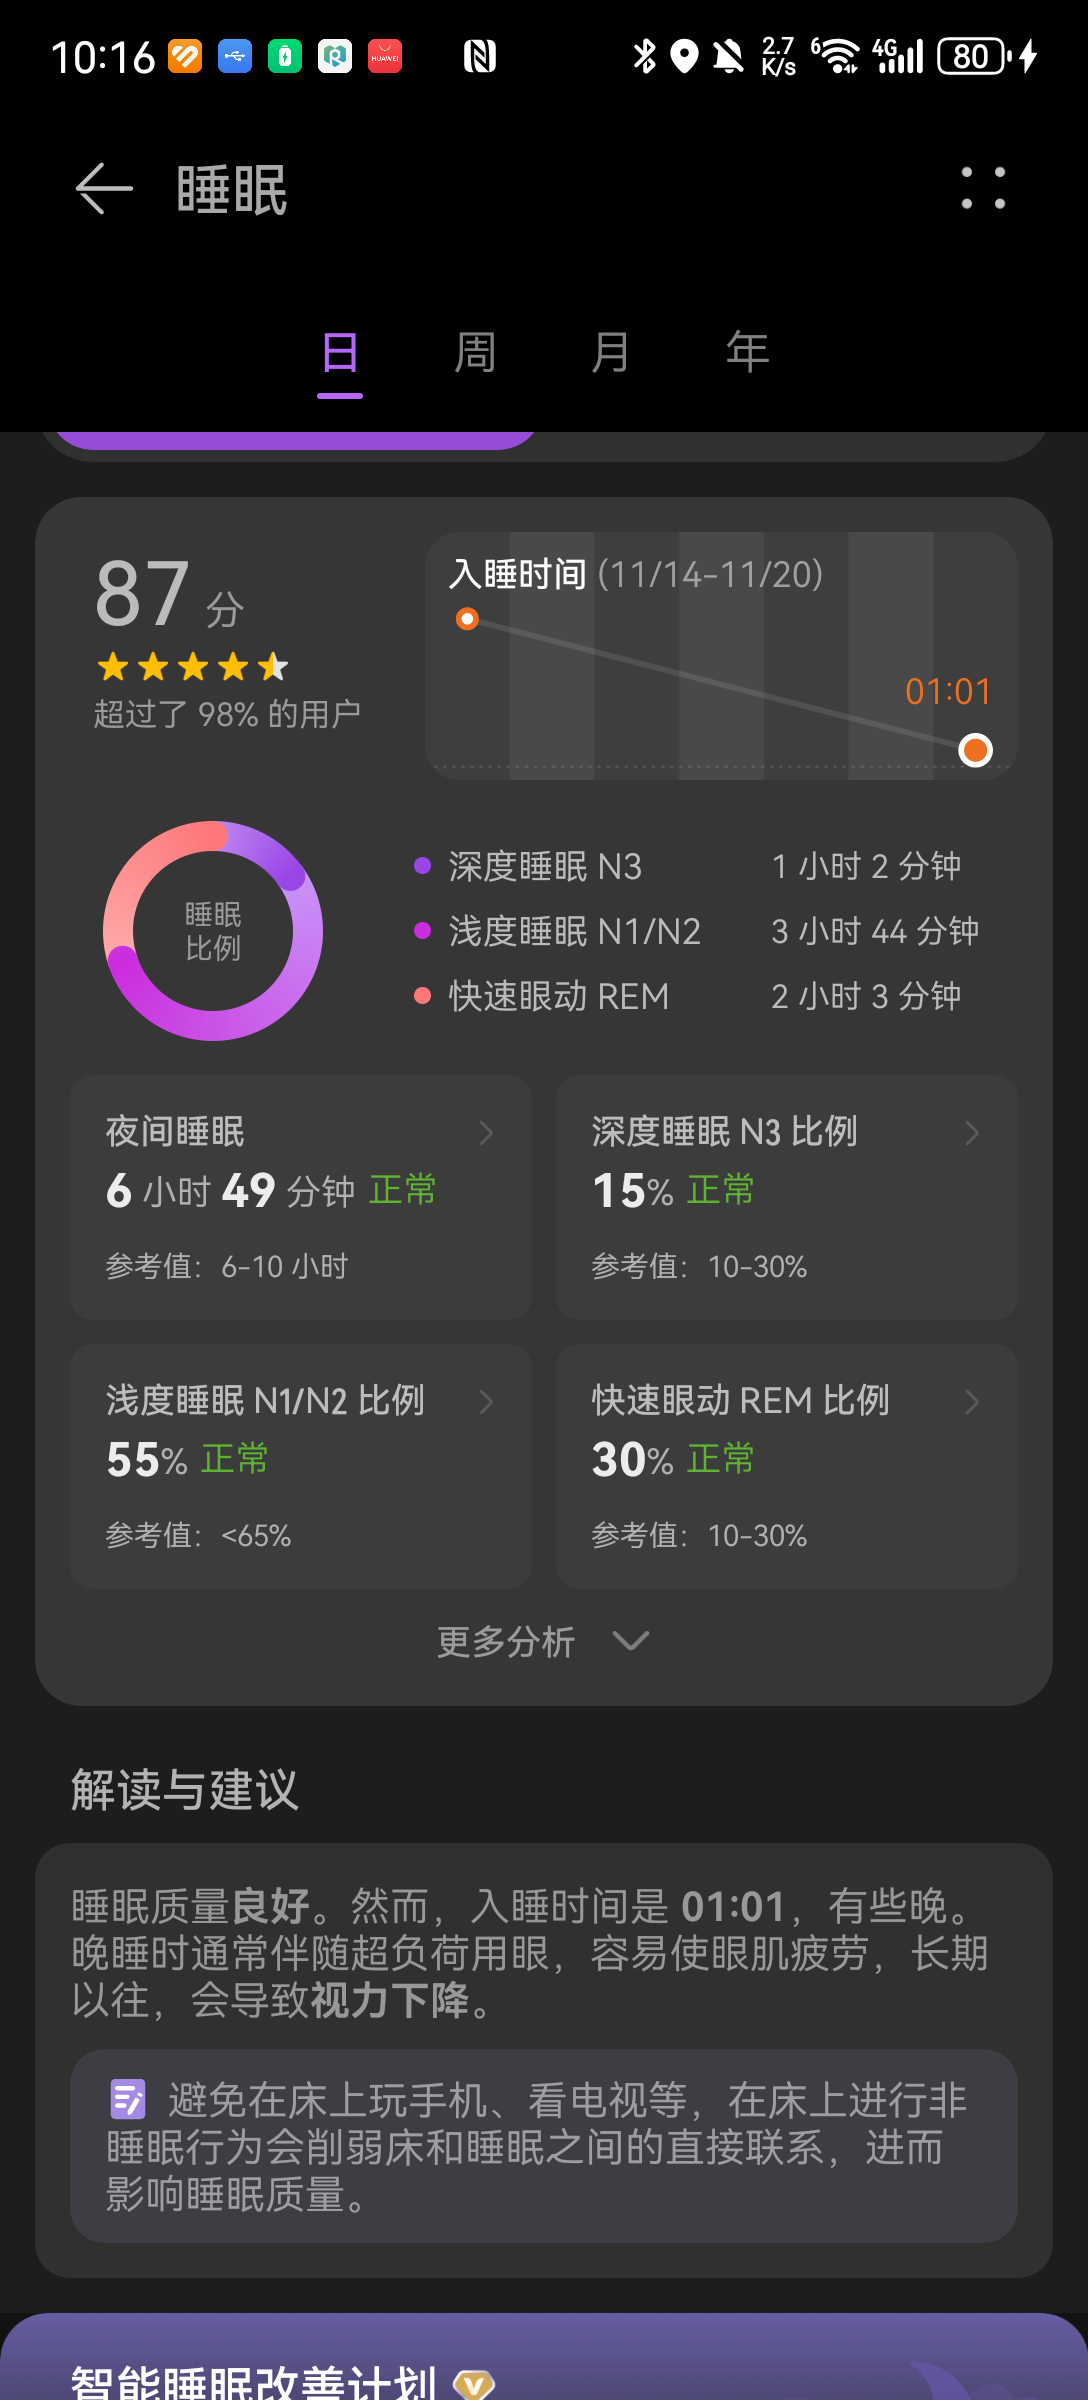 10:16
HUAWEI
2.7 K/s
6
4G
80
睡眠
日 周 月 年
87 分
超过了 98% 的用户
入睡时间 (11/14-11/20)
01:01
睡眠
比例
深度睡眠 N3 1 小时 2 分钟
浅度睡眠 N1/N2 3 小时 44 分钟
快速眼动 REM 2 小时 3 分钟
夜间睡眠
6 小时 49 分钟 正常
参考值：6-10 小时
深度睡眠 N3 比例
15% 正常
参考值：10-30%
浅度睡眠 N1/N2 比例
55% 正常
参考值：<65%
快速眼动 REM 比例
30% 正常
参考值：10-30%
更多分析
解读与建议
睡眠质量良好。然而，入睡时间是 01:01，有些晚。
晚睡时通常伴随超负荷用眼，容易使眼肌疲劳，长期
以往，会导致视力下降。
避免在床上玩手机、看电视等，在床上进行非
睡眠行为会削弱床和睡眠之间的直接联系，进而
影响睡眠质量。
智能睡眠改善计划